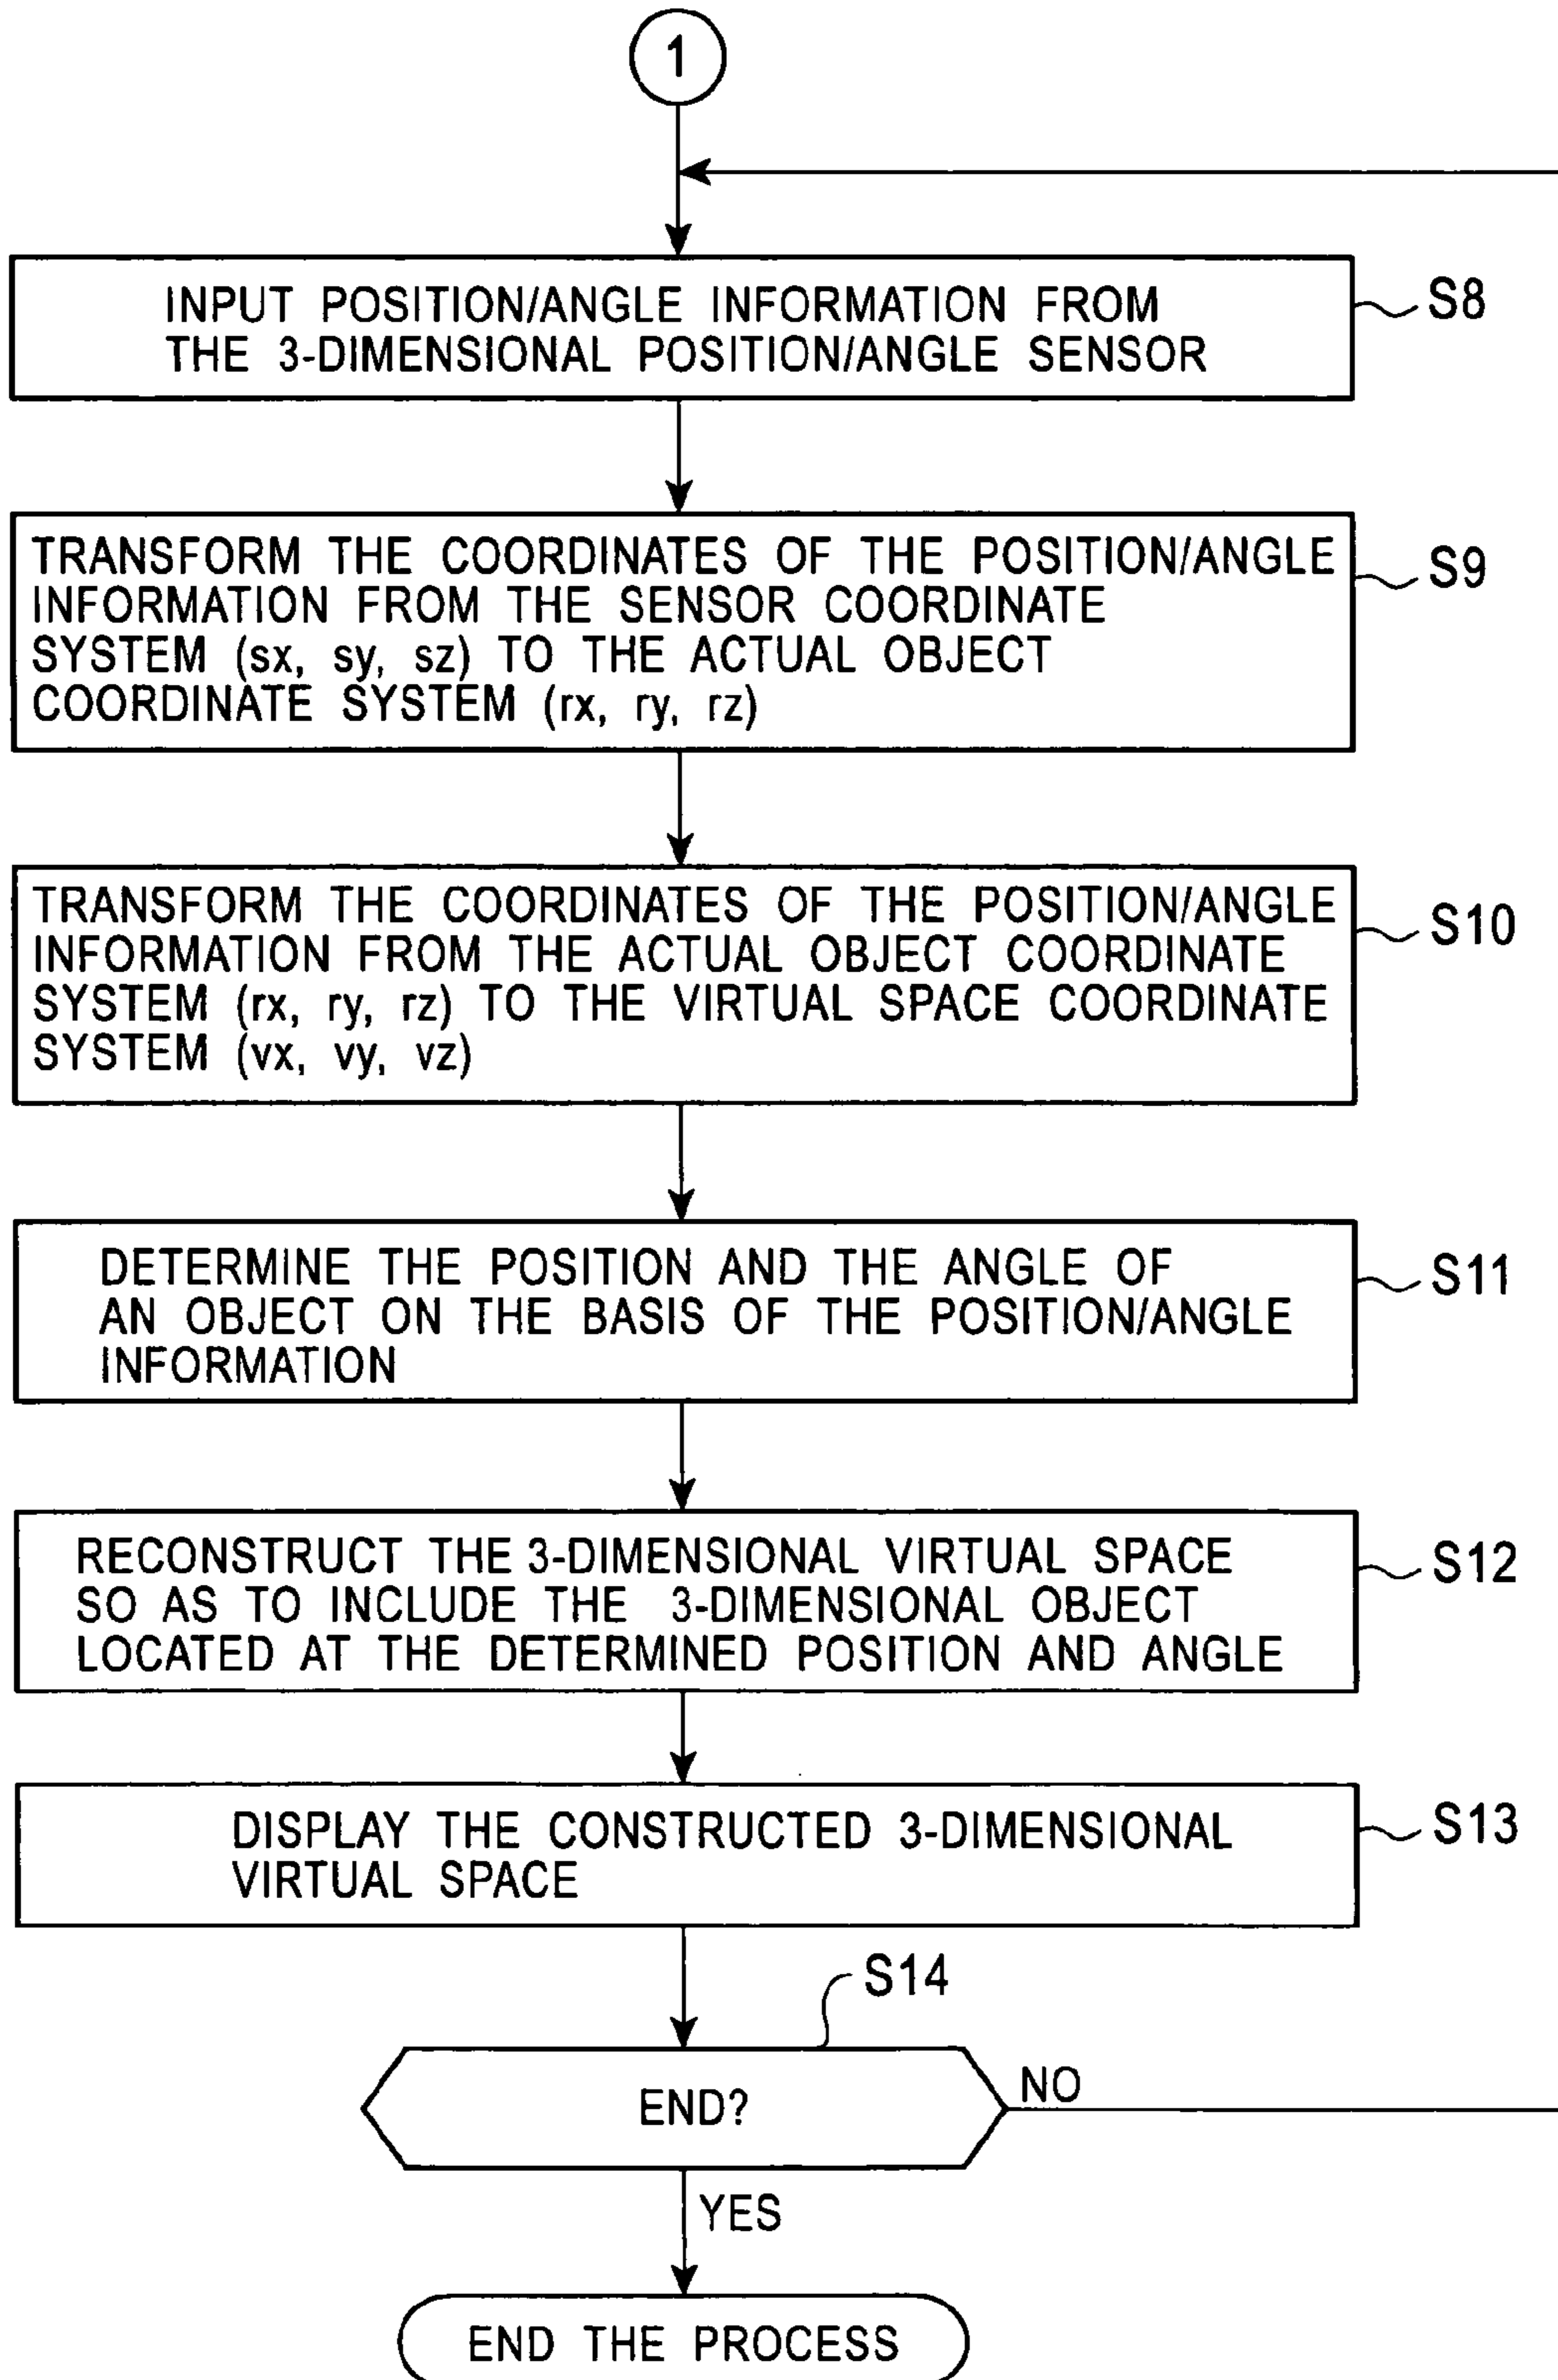 1
INPUT POSITION/ANGLE INFORMATION FROM
THE 3-DIMENSIONAL POSITION/ANGLE SENSOR
S8
TRANSFORM THE COORDINATES OF THE POSITION/ANGLE
INFORMATION FROM THE SENSOR COORDINATE
SYSTEM (sx, sy, sz) TO THE ACTUAL OBJECT
COORDINATE SYSTEM (rx, ry, rz)
S9
TRANSFORM THE COORDINATES OF THE POSITION/ANGLE
INFORMATION FROM THE ACTUAL OBJECT COORDINATE
SYSTEM (rx, ry, rz) TO THE VIRTUAL SPACE COORDINATE
SYSTEM (vx, vy, vz)
S10
DETERMINE THE POSITION AND THE ANGLE OF
AN OBJECT ON THE BASIS OF THE POSITION/ANGLE
INFORMATION
S11
RECONSTRUCT THE 3-DIMENSIONAL VIRTUAL SPACE
SO AS TO INCLUDE THE 3-DIMENSIONAL OBJECT
LOCATED AT THE DETERMINED POSITION AND ANGLE
S12
DISPLAY THE CONSTRUCTED 3-DIMENSIONAL
VIRTUAL SPACE
S13
S14
END?
NO
YES
END THE PROCESS